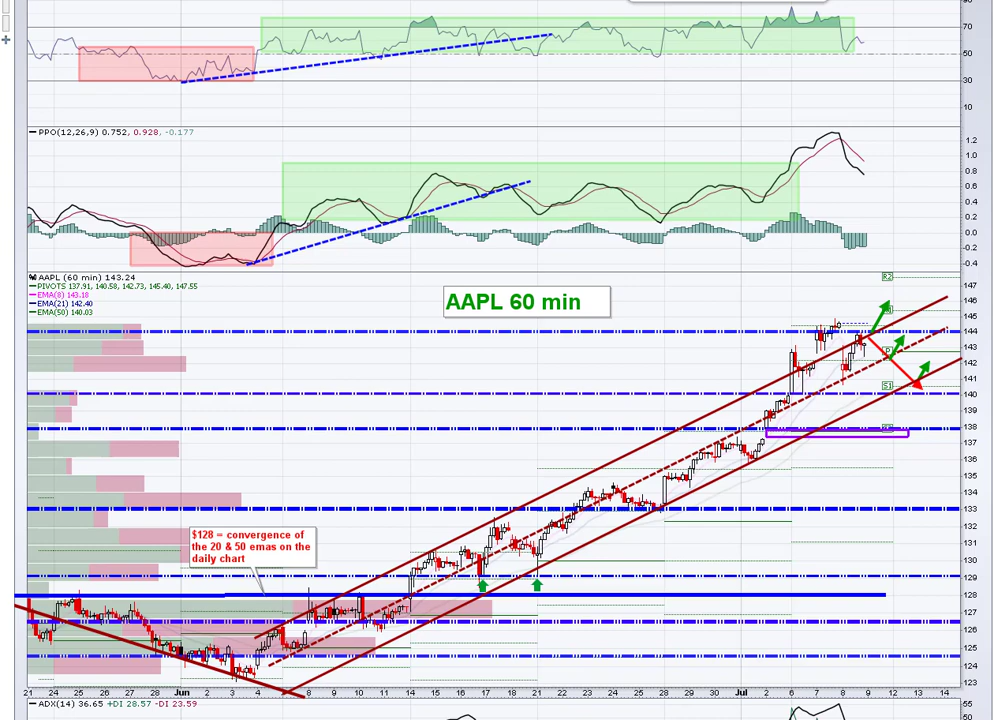 70
50
30
10
PPO(12,26,9) 0.752, 0.928, -0.177
1.2
1.0
0.8
0.6
0.4
0.2
0.0
-0.2
-0.4
AAPL (60 min) 143.24
PIVOTS 137.91, 140.58, 142.73, 145.40, 147.55
EMA(8) 143.18
EMA(21) 142.40
EMA(50) 140.03
AAPL 60 min
R2
P
S1
147
146
145
144
143
142
141
140
139
138
137
136
135
134
133
132
131
130
129
128
127
126
125
124
123
$128 = convergence of
the 20 & 50 emas on the
daily chart
21 24 25 26 27 28 Jun 2 3 4 7 8 9 10 11 14 15 16 17 18 21 22 23 24 25 28 29 30 Jul 2 6 7 8 9 12 13 14
ADX(14) 36.65 +DI 28.57 -DI 23.59
55
50